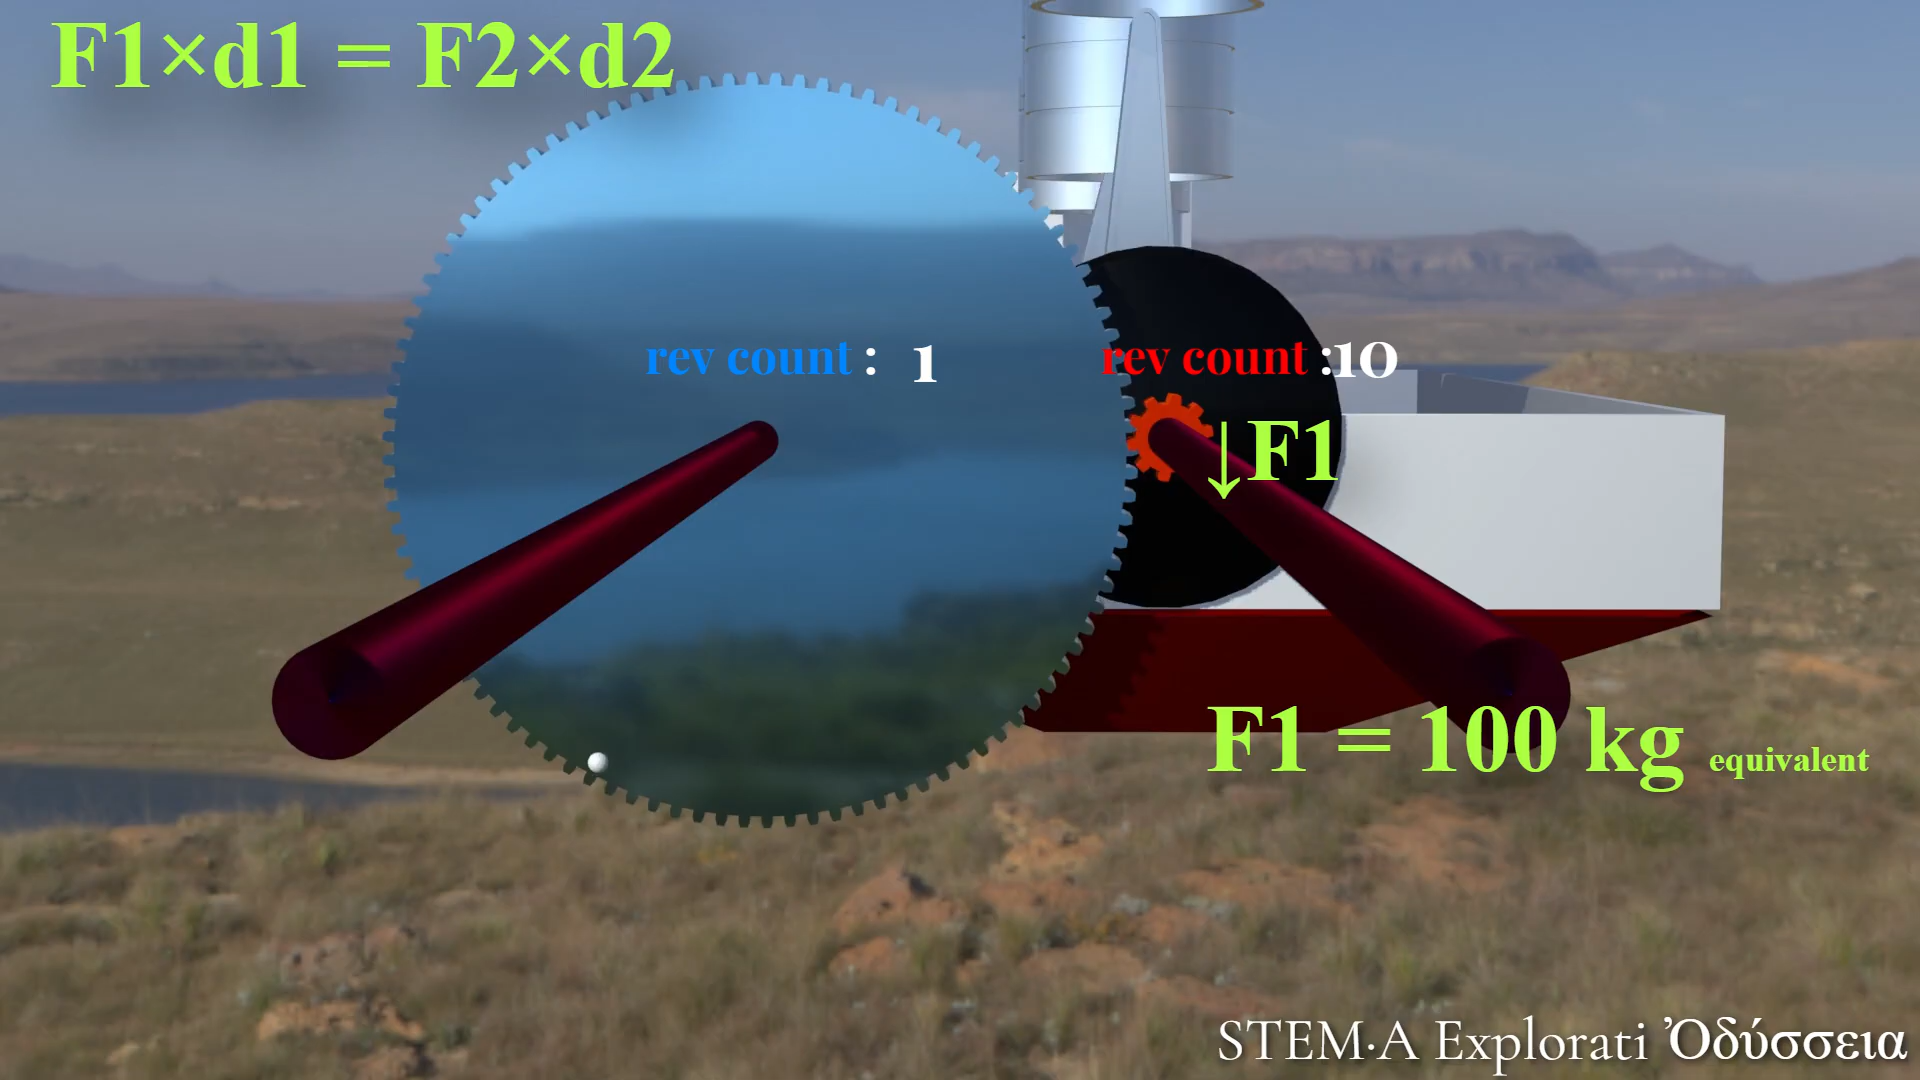 F1×d1 = F2×d2
rev count : 1
rev count :10
↓F1
F1 = 100 kg equivalent
STEM·A Explorati Ὀδύσσεια